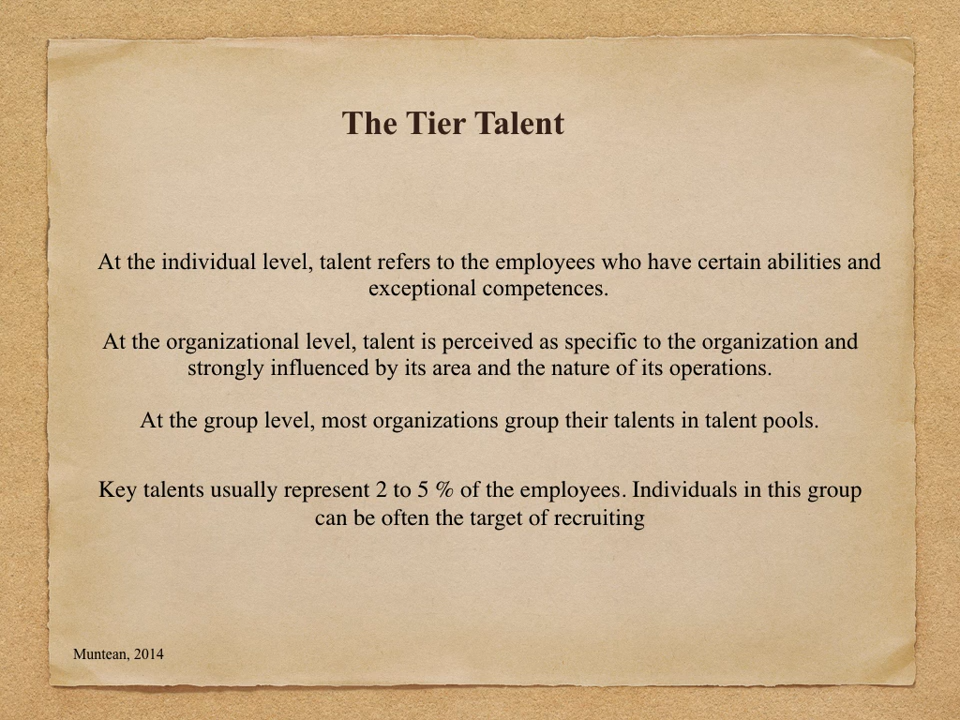 The Tier Talent
At the individual level, talent refers to the employees who have certain abilities and
exceptional competences.
At the organizational level, talent is perceived as specific to the organization and
strongly influenced by its area and the nature of its operations.
At the group level, most organizations group their talents in talent pools.
Key talents usually represent 2 to 5 % of the employees. Individuals in this group
can be often the target of recruiting
Muntean, 2014